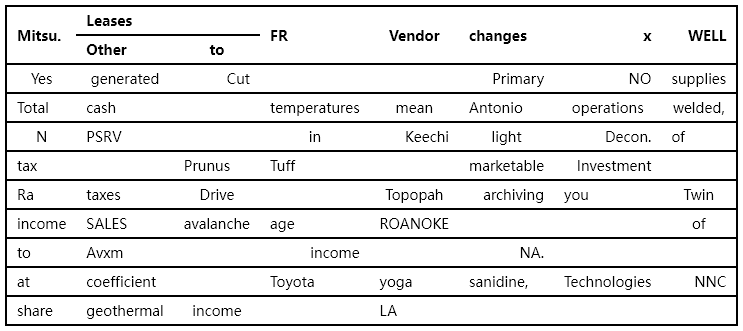 Leases
Mitsu. Other to FR Vendor changes x WELL
Yes generated Cut Primary NO supplies
Total cash temperatures mean Antonio operations welded,
N PSRV in Keechi light Decon. of
tax Prunus Tuff marketable Investment
Ra taxes Drive Topopah archiving you Twin
income SALES avalanche age ROANOKE of
to Avxm income NA.
at coefficient Toyota yoga sanidine, Technologies NNC
share geothermal income LA